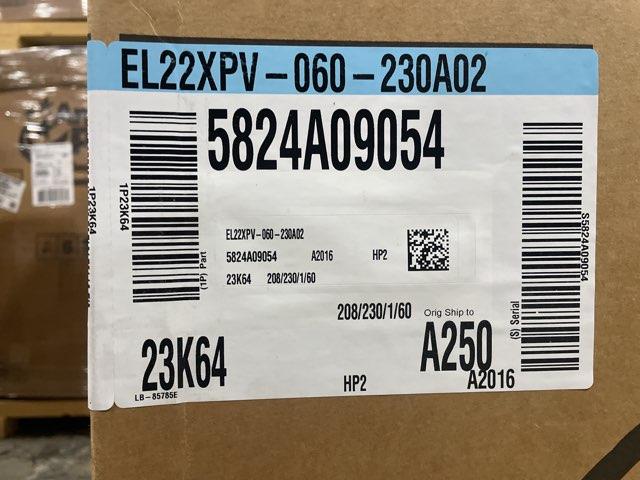 EL22XPV-060-230A02
5824A09054
1P23K64
1P23K64
(1P) Part
EL22XPV-060-230A02
5824A09054 A2016 HP2
23K64 208/230/1/60
S5824A09054
(S) Serial
208/230/1/60 Orig Ship to
23K64 A250
HP2 A2016
LB-85785E